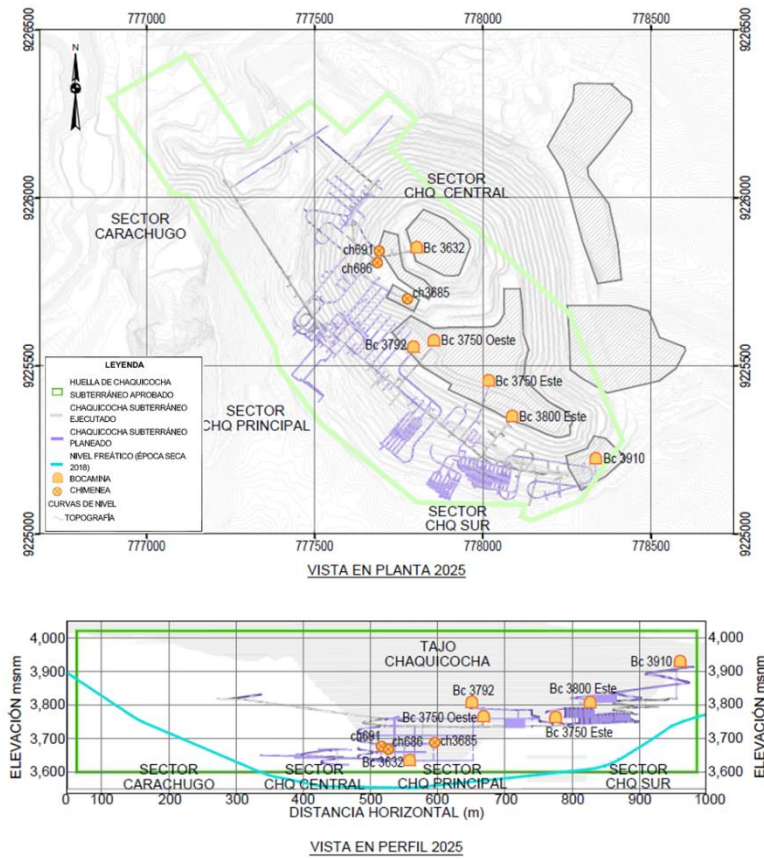 777000 777500 778000 778500
9226500 9226500
N
SECTOR
CHQ CENTRAL
9226000 9226000
SECTOR
CARACHUGO
ch691
Bc 3632
ch686
ch3685
Bc 3792
Bc 3750 Oeste
9225500 9225500
Bc 3750 Este
Bc 3800 Este
SECTOR
CHQ PRINCIPAL
Bc 3910
SECTOR
CHQ SUR
9225000 9225000
LEYENDA
HUELLA DE CHAQUICOCHA
SUBTERRÁNEO APROBADO
CHAQUICOCHA SUBTERRÁNEO
EJECUTADO
CHAQUICOCHA SUBTERRÁNEO
PLANEADO
NIVEL FREÁTICO (ÉPOCA SECA
2018)
BOCAMINA
CHIMENEA
CURVAS DE NIVEL
TOPOGRAFÍA
777000 777500 778000 778500
VISTA EN PLANTA 2025
ELEVACIÓN msnm
4,000 4,000
TAJO
CHAQUICOCHA
Bc 3910
3,900 3,900
Bc 3792
Bc 3800 Este
3,800 3,800
Bc 3750 Oeste
Bc 3750 Este
ch691
ch686
ch3685
3,700 3,700
Bc 3632
3,600 3,600
ELEVACIÓN msnm
SECTOR
CARACHUGO
SECTOR
CHQ CENTRAL
SECTOR
CHQ PRINCIPAL
SECTOR
CHQ SUR
0 100 200 300 400 500 600 700 800 900 1000
DISTANCIA HORIZONTAL (m)
VISTA EN PERFIL 2025